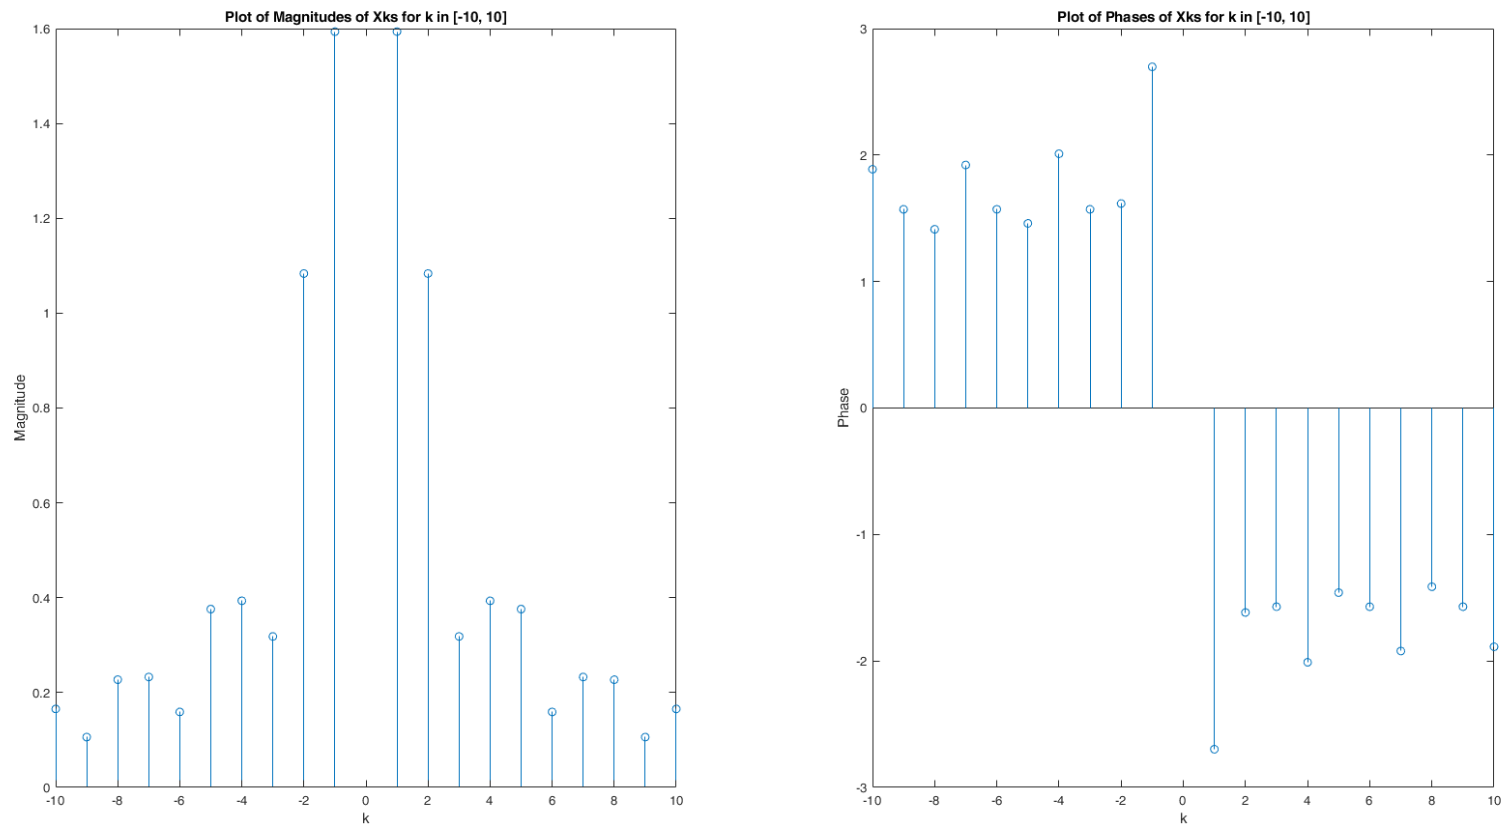 Plot of Magnitudes of Xks for k in [-10, 10]
1.6
1.4
1.2
1
0.8
0.6
0.4
0.2
0
Magnitude
-10 -8 -6 -4 -2 0 2 4 6 8 10
k
Plot of Phases of Xks for k in [-10, 10]
3
2
1
0
-1
-2
-3
Phase
-10 -8 -6 -4 -2 0 2 4 6 8 10
k